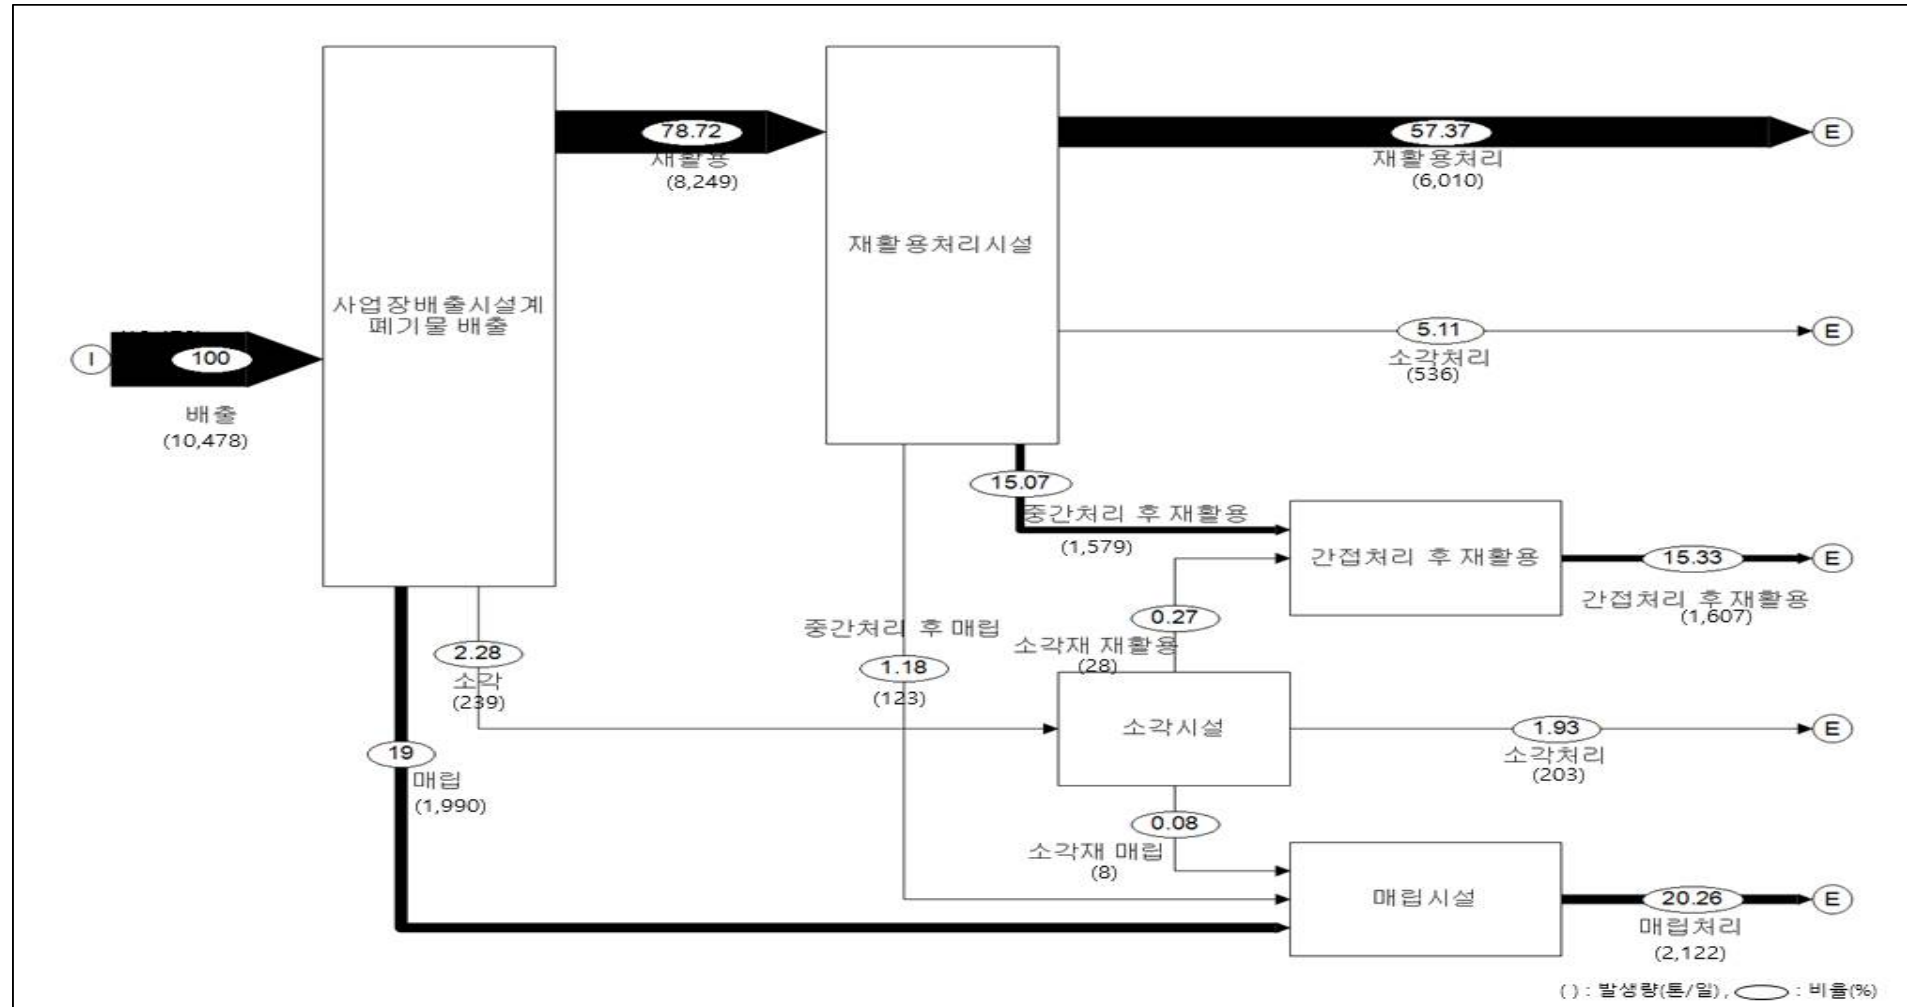 78.72
재활용
(8,249)
57.37
재활용처리
(6,010)
E
재활용처리시설
사업장배출시설계
폐기물 배출
I
100
배출
(10,478)
5.11
소각처리
(536)
E
15.07
중간처리 후 재활용
(1,579)
간접처리 후 재활용
15.33
간접처리 후 재활용
(1,607)
E
중간처리 후 매립
1.18
(123)
0.27
소각재 재활용
(28)
2.28
소각
(239)
소각시설
1.93
소각처리
(203)
E
19
매립
(1,990)
0.08
소각재 매립
(8)
매립시설
20.26
매립처리
(2,122)
E
( ) : 발생량(톤/일) , : 비율(%)